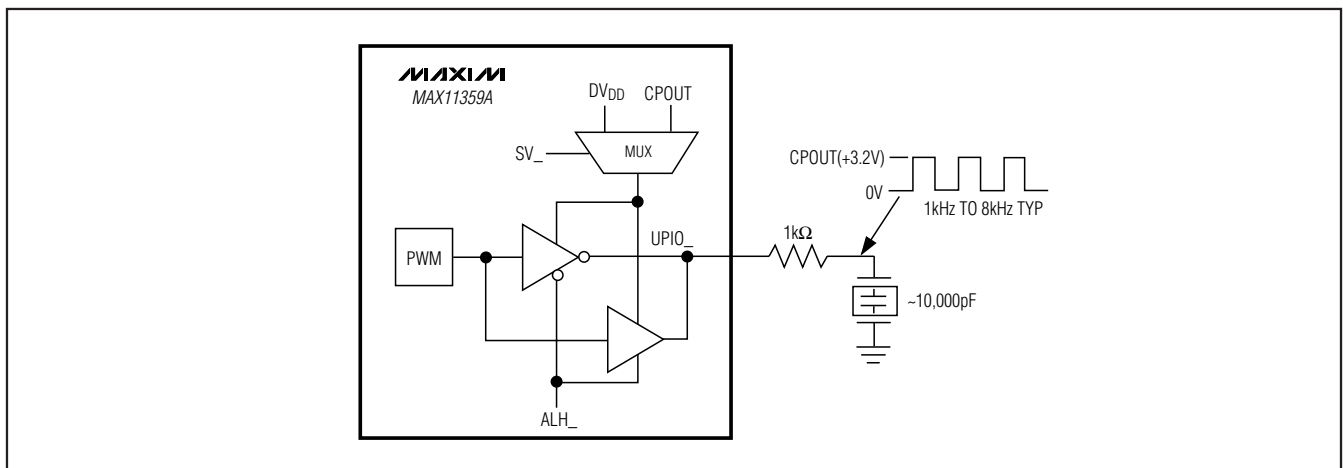 MAXIM
MAX11359A
DVDD CPOUT
SV_
MUX
CPOUT(+3.2V)
0V
1kHz TO 8kHz TYP
PWM
UPIO_
1kΩ
~10,000pF
ALH_